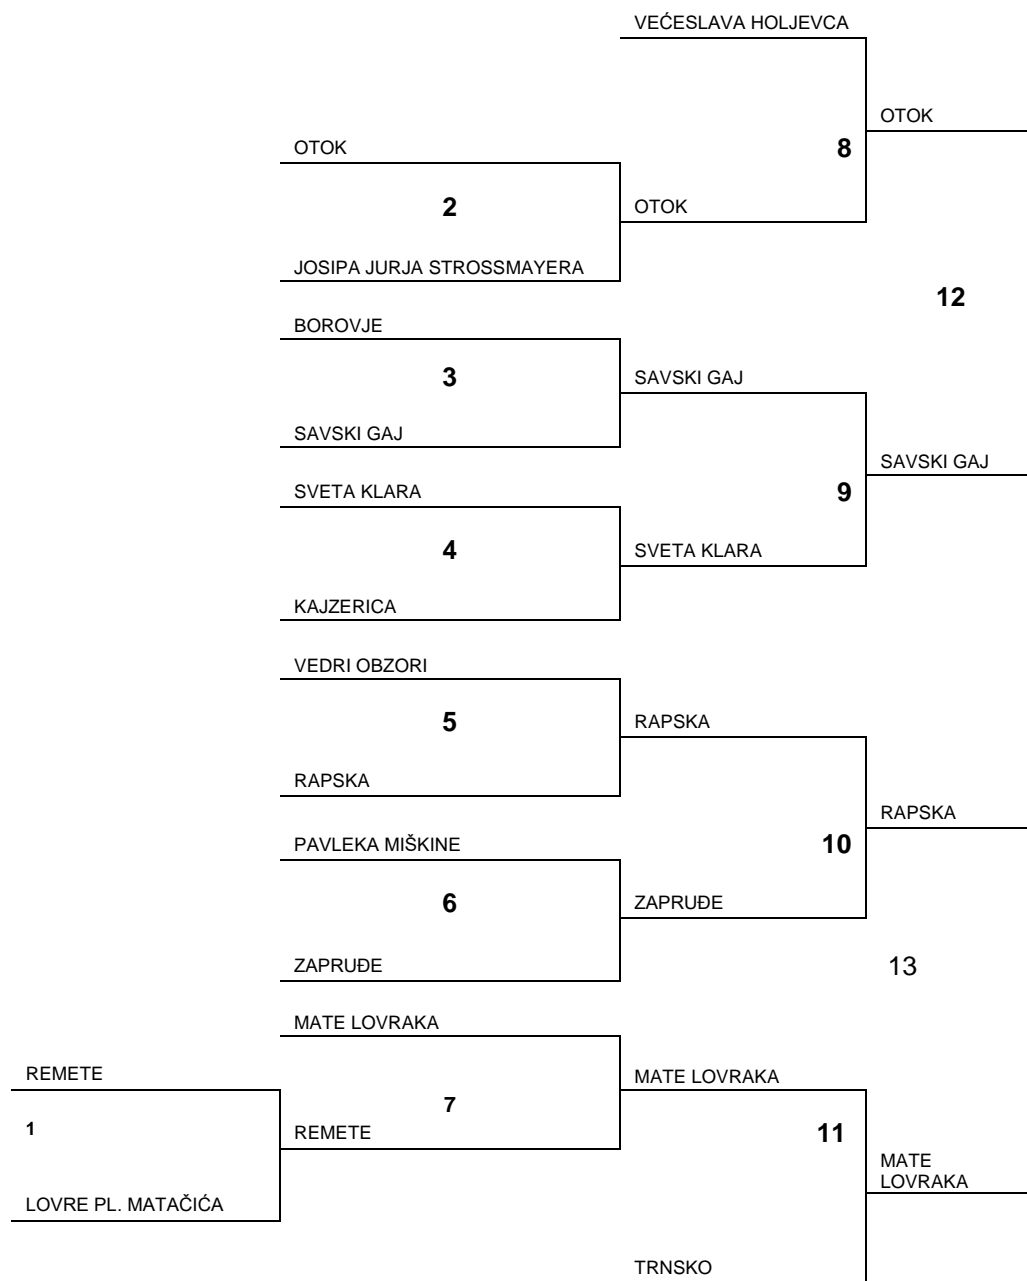 VEĆESLAVA HOLJEVCA
OTOK
OTOK
8
2
OTOK
JOSIPA JURJA STROSSMAYERA
12
BOROVJE
3
SAVSKI GAJ
SAVSKI GAJ
SAVSKI GAJ
SVETA KLARA
9
4
SVETA KLARA
KAJZERICA
VEDRI OBZORI
5
RAPSKA
RAPSKA
RAPSKA
PAVLEKA MIŠKINE
10
6
ZAPRUĐE
ZAPRUĐE
13
MATE LOVRAKA
REMETE
MATE LOVRAKA
7
1
REMETE
11
MATE
LOVRAKA
LOVRE PL. MATAČIĆA
TRNSKO